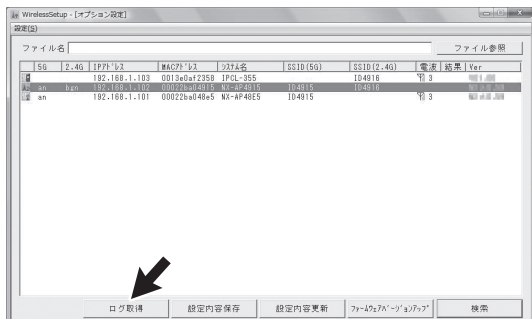 WirelessSetup - [オプション設定]
設定(S)
ファイル名 ファイル参照
5G 2.4G IPｱﾄﾞﾚｽ MACｱﾄﾞﾚｽ ｼｽﾃﾑ名 SSID(5G) SSID(2.4G) 電波 結果 Ver
192.168.1.103 0013e0af2358 IPCL-355 ID4916 3
an bgn 192.168.1.102 00022ba04915 NX-AP4915 ID4915 ID4916
an 192.168.1.101 00022ba048e5 NX-AP48E5 ID4915 3
ログ取得 設定内容保存 設定内容更新 ﾌｧｰﾑｳｪｱﾊﾞｰｼﾞｮﾝｱｯﾌﾟ 検索